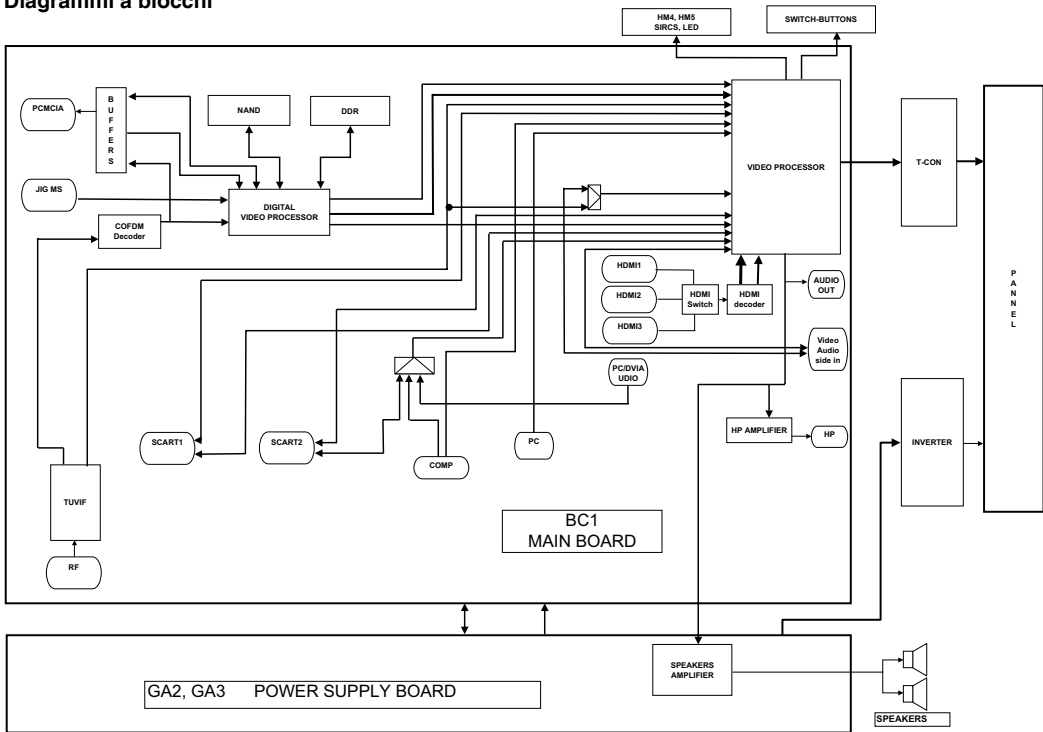 Diagrammi a blocchi
HM4, HM5
SIRCS, LED
SWITCH-BUTTONS
PCMCIA
B
U
F
F
E
R
S
NAND
DDR
VIDEO PROCESSOR
T-CON
JIG MS
DIGITAL
VIDEO PROCESSOR
COFDM
Decoder
HDMI1
HDMI2
HDMI3
HDMI
Switch
HDMI
decoder
AUDIO
OUT
P
A
N
N
E
L
Video
Audio
side in
PC/DVIA
UDIO
SCART1
SCART2
COMP
PC
HP AMPLIFIER
HP
INVERTER
TUVIF
RF
BC1
MAIN BOARD
GA2, GA3 POWER SUPPLY BOARD
SPEAKERS
AMPLIFIER
SPEAKERS